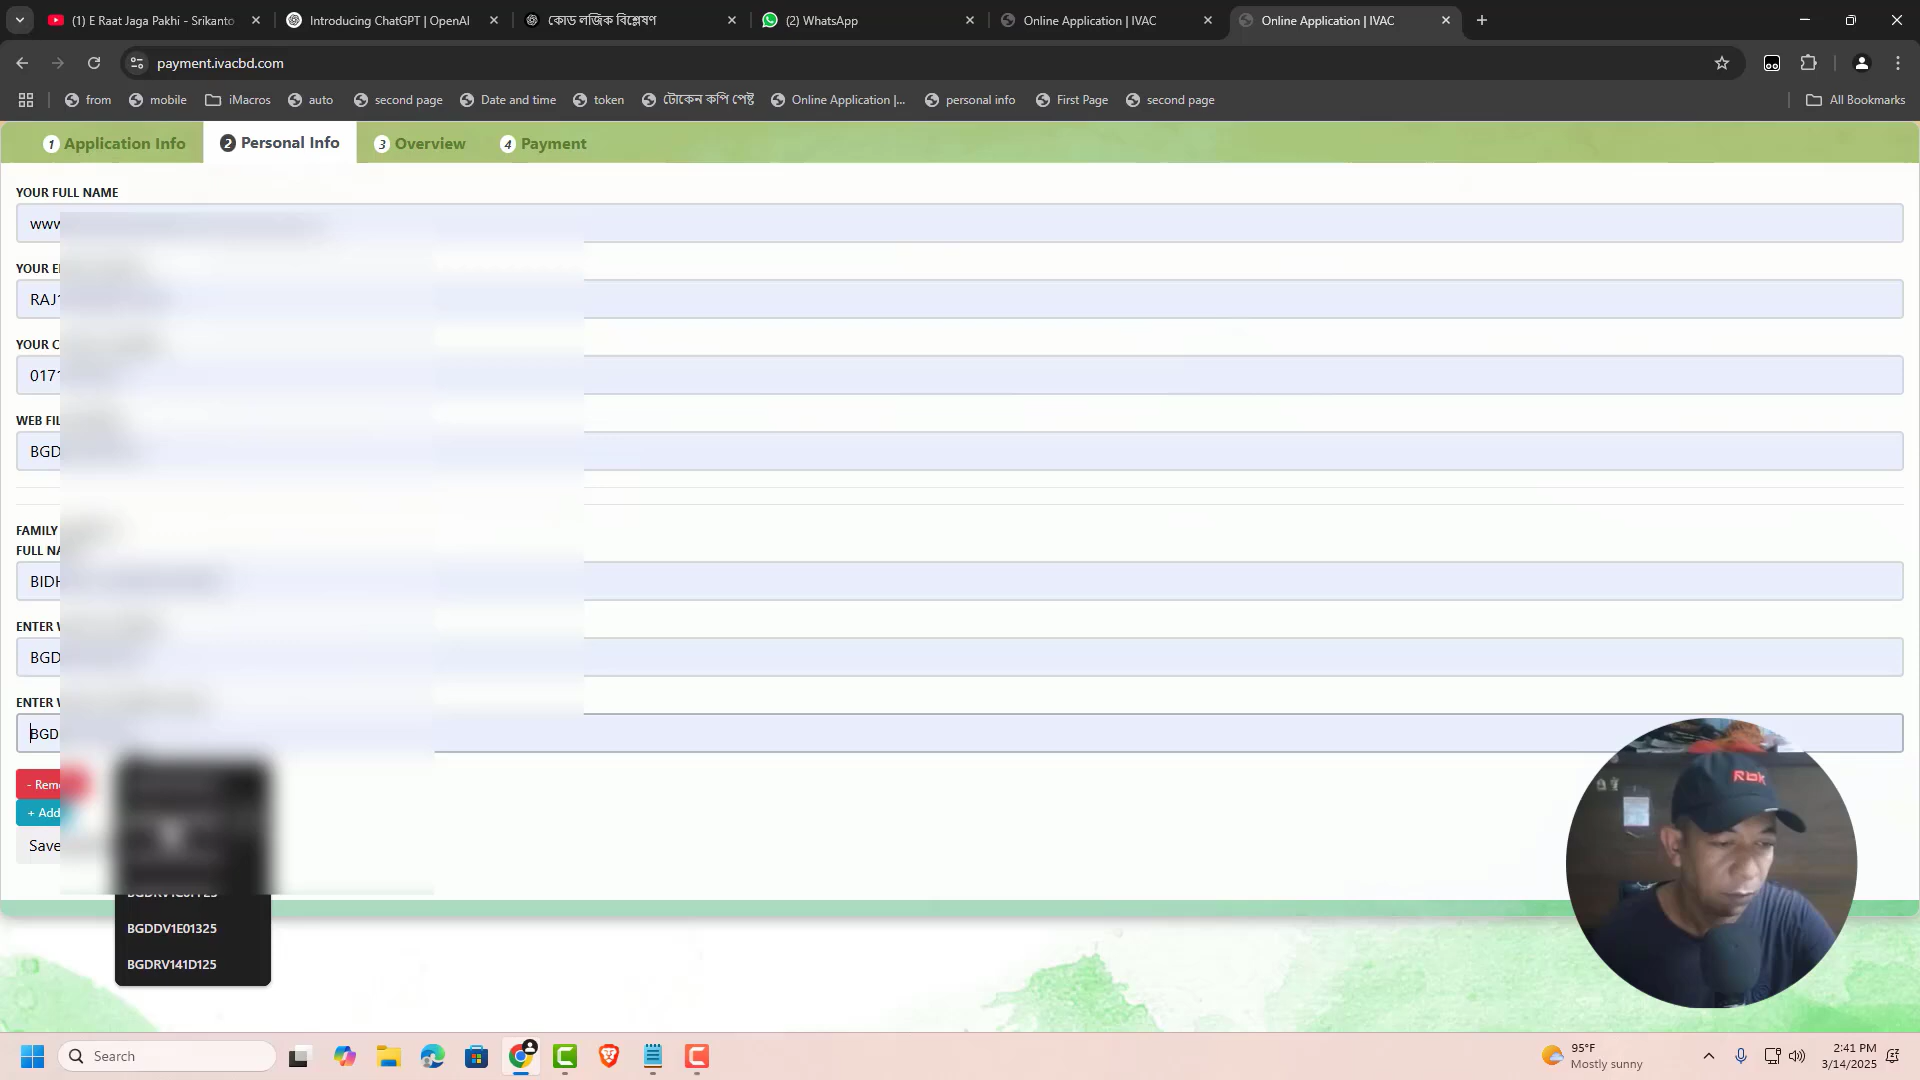 (1) E Raat Jaga Pakhi - Srikanto
Introducing ChatGPT | OpenAI
কোড লজিক বিশ্লেষণ
(2) WhatsApp
Online Application | IVAC
Online Application | IVAC
payment.ivacbd.com
from
mobile
iMacros
auto
second page
Date and time
token
টোকেন কপি পেষ্ট
Online Application |...
personal info
First Page
second page
All Bookmarks
1 Application Info
2 Personal Info
3 Overview
4 Payment
YOUR FULL NAME
www
YOUR E
RAJ
YOUR C
017
WEB FIL
BGD
FAMILY
FULL NA
BIDH
ENTER W
BGD
ENTER W
BGD
- Rem
+ Add
Save
BGDDV1E01325
BGDRV141D125
Rbk
Search
95°F
Mostly sunny
2:41 PM
3/14/2025